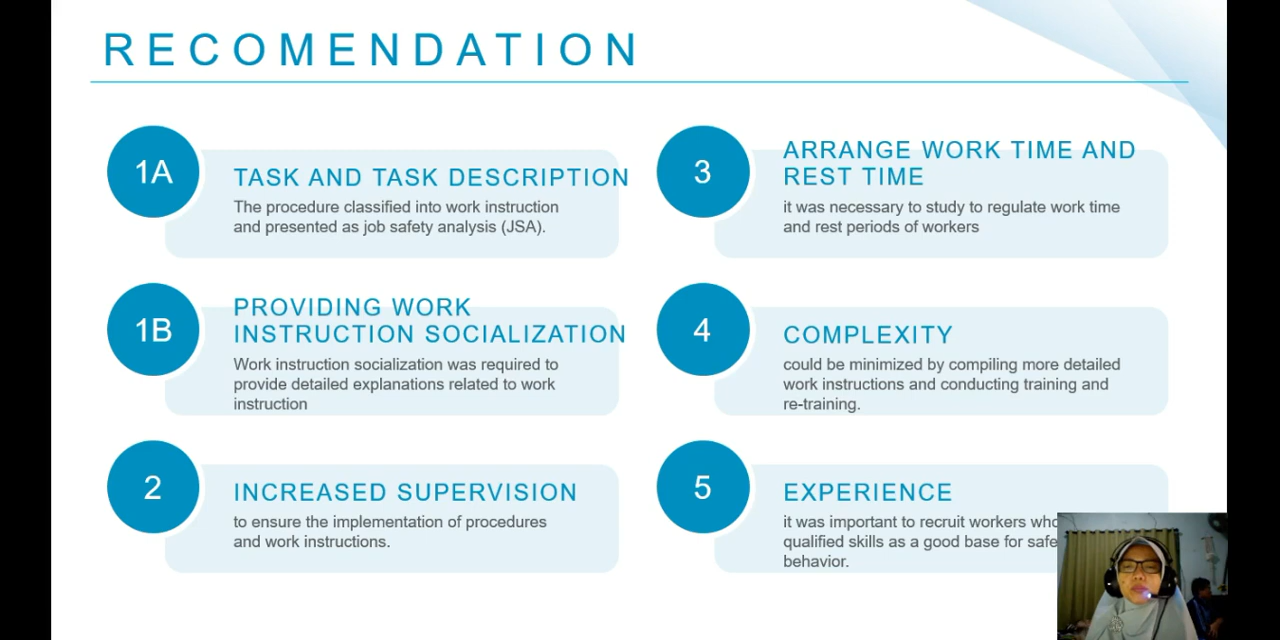 RECOMENDATION
1A
TASK AND TASK DESCRIPTION
The procedure classified into work instruction
and presented as job safety analysis (JSA).
1B
PROVIDING WORK
INSTRUCTION SOCIALIZATION
Work instruction socialization was required to
provide detailed explanations related to work
instruction
2
INCREASED SUPERVISION
to ensure the implementation of procedures
and work instructions.
3
ARRANGE WORK TIME AND
REST TIME
it was necessary to study to regulate work time
and rest periods of workers
4
COMPLEXITY
could be minimized by compiling more detailed
work instructions and conducting training and
re-training.
5
EXPERIENCE
it was important to recruit workers who
qualified skills as a good base for safe
behavior.